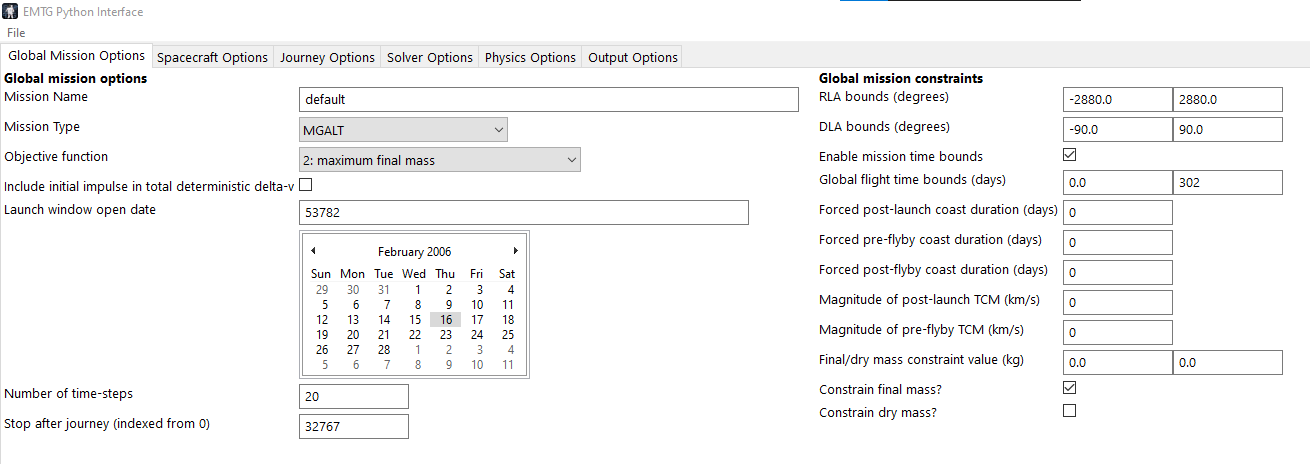 EMTG Python Interface
File
Global Mission Options Spacecraft Options Journey Options Solver Options Physics Options Output Options
Global mission options
Mission Name default
Mission Type MGALT
Objective function 2: maximum final mass
Include initial impulse in total deterministic delta-v
Launch window open date 53782
February 2006
Sun Mon Tue Wed Thu Fri Sat
29 30 31 1 2 3 4
5 6 7 8 9 10 11
12 13 14 15 16 17 18
19 20 21 22 23 24 25
26 27 28 1 2 3 4
5 6 7 8 9 10 11
Number of time-steps 20
Stop after journey (indexed from 0) 32767
Global mission constraints
RLA bounds (degrees) -2880.0 2880.0
DLA bounds (degrees) -90.0 90.0
Enable mission time bounds
Global flight time bounds (days) 0.0 302
Forced post-launch coast duration (days) 0
Forced pre-flyby coast duration (days) 0
Forced post-flyby coast duration (days) 0
Magnitude of post-launch TCM (km/s) 0
Magnitude of pre-flyby TCM (km/s) 0
Final/dry mass constraint value (kg) 0.0 0.0
Constrain final mass?
Constrain dry mass?